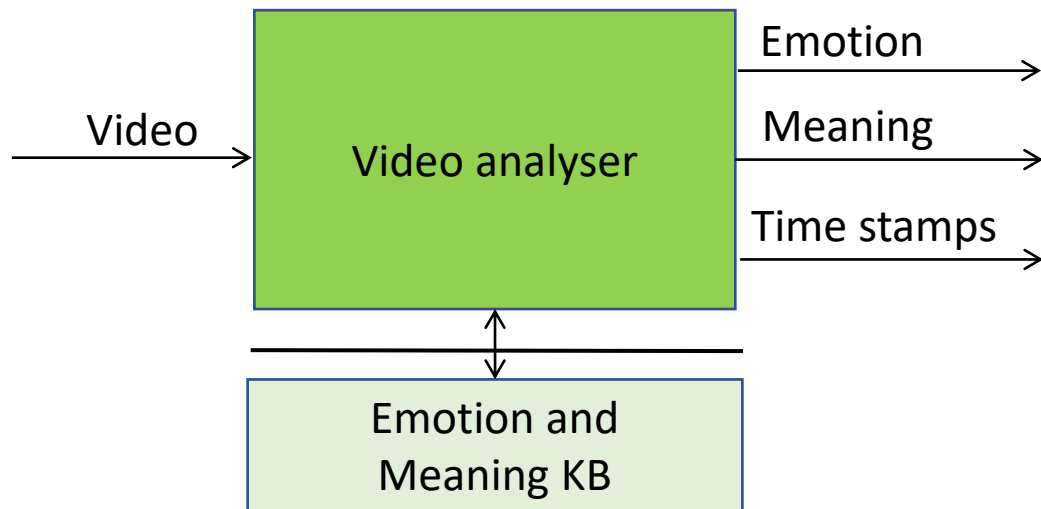 Emotion
Video
Meaning
Video analyser
Time stamps
Emotion and
Meaning KB